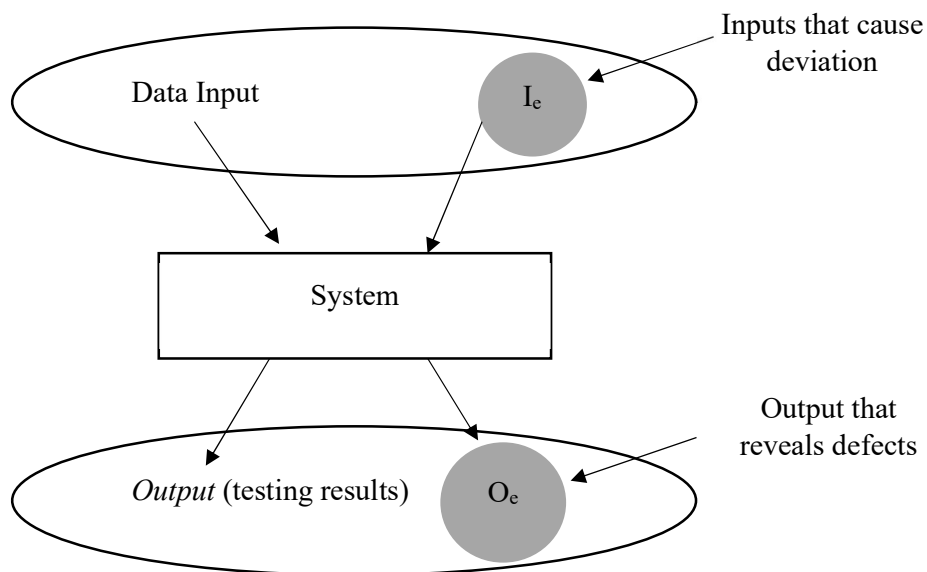 Inputs that cause
deviation
Data Input
Ie
System
Output that
reveals defects
Output (testing results)
Oe